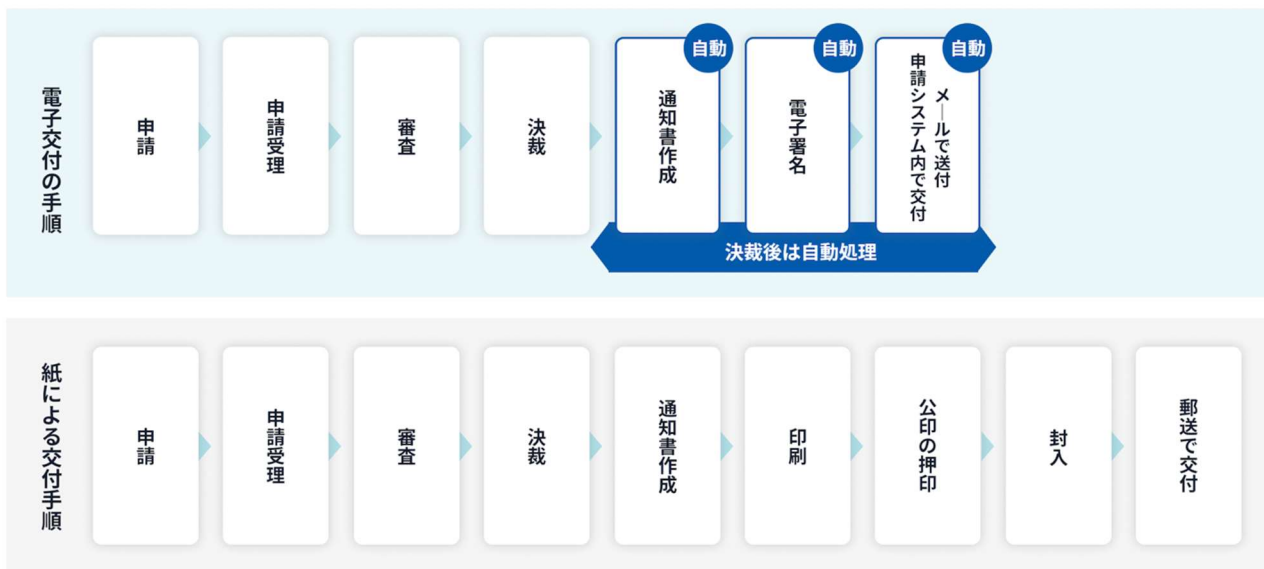 電子交付の手順
申請
申請受理
審査
決裁
自動
通知書作成
自動
電子署名
自動
メールで送付
申請システム内で交付
決裁後は自動処理
紙による交付手順
申請
申請受理
審査
決裁
通知書作成
印刷
公印の押印
封入
郵送で交付